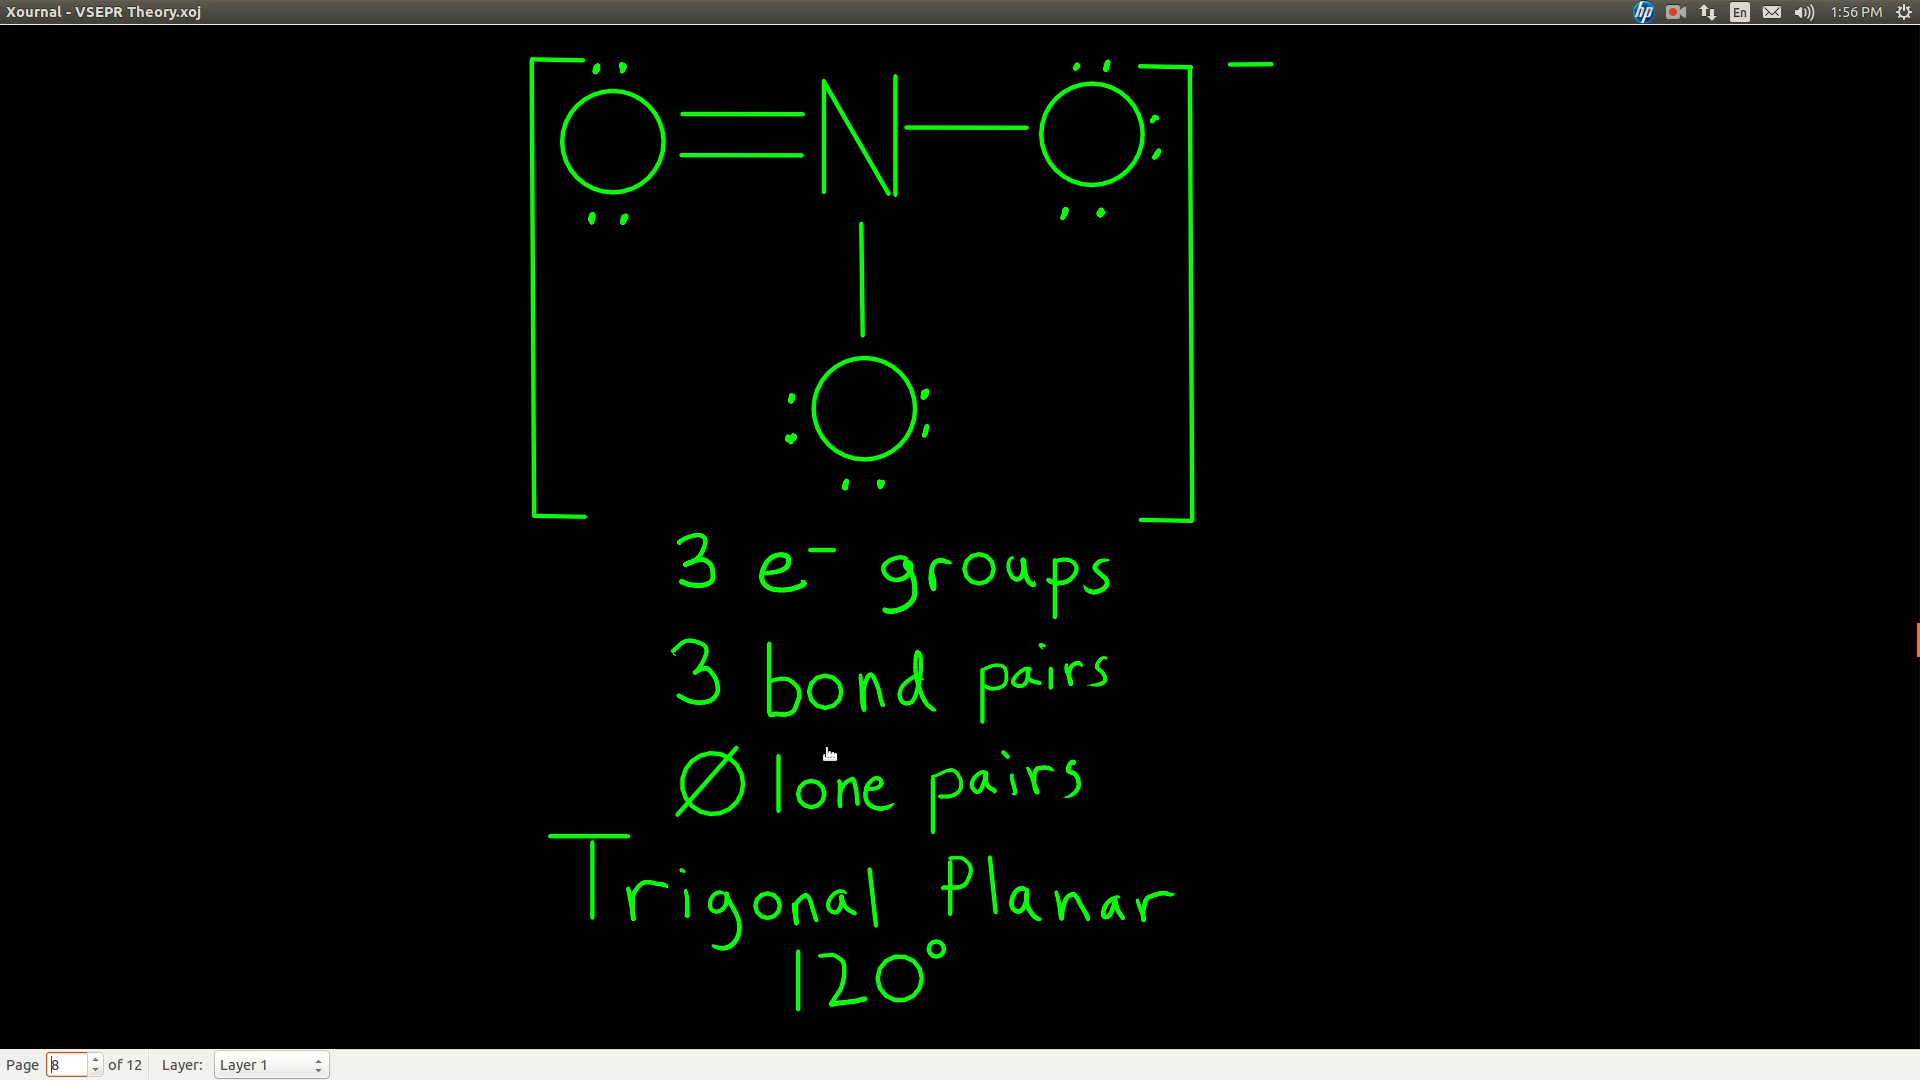 Xournal - VSEPR Theory.xoj
hp En 1:56 PM
O N O –
O
3 e⁻ groups
3 bond pairs
Ø lone pairs
Trigonal Planar
120°
Page 8 of 12 Layer: Layer 1